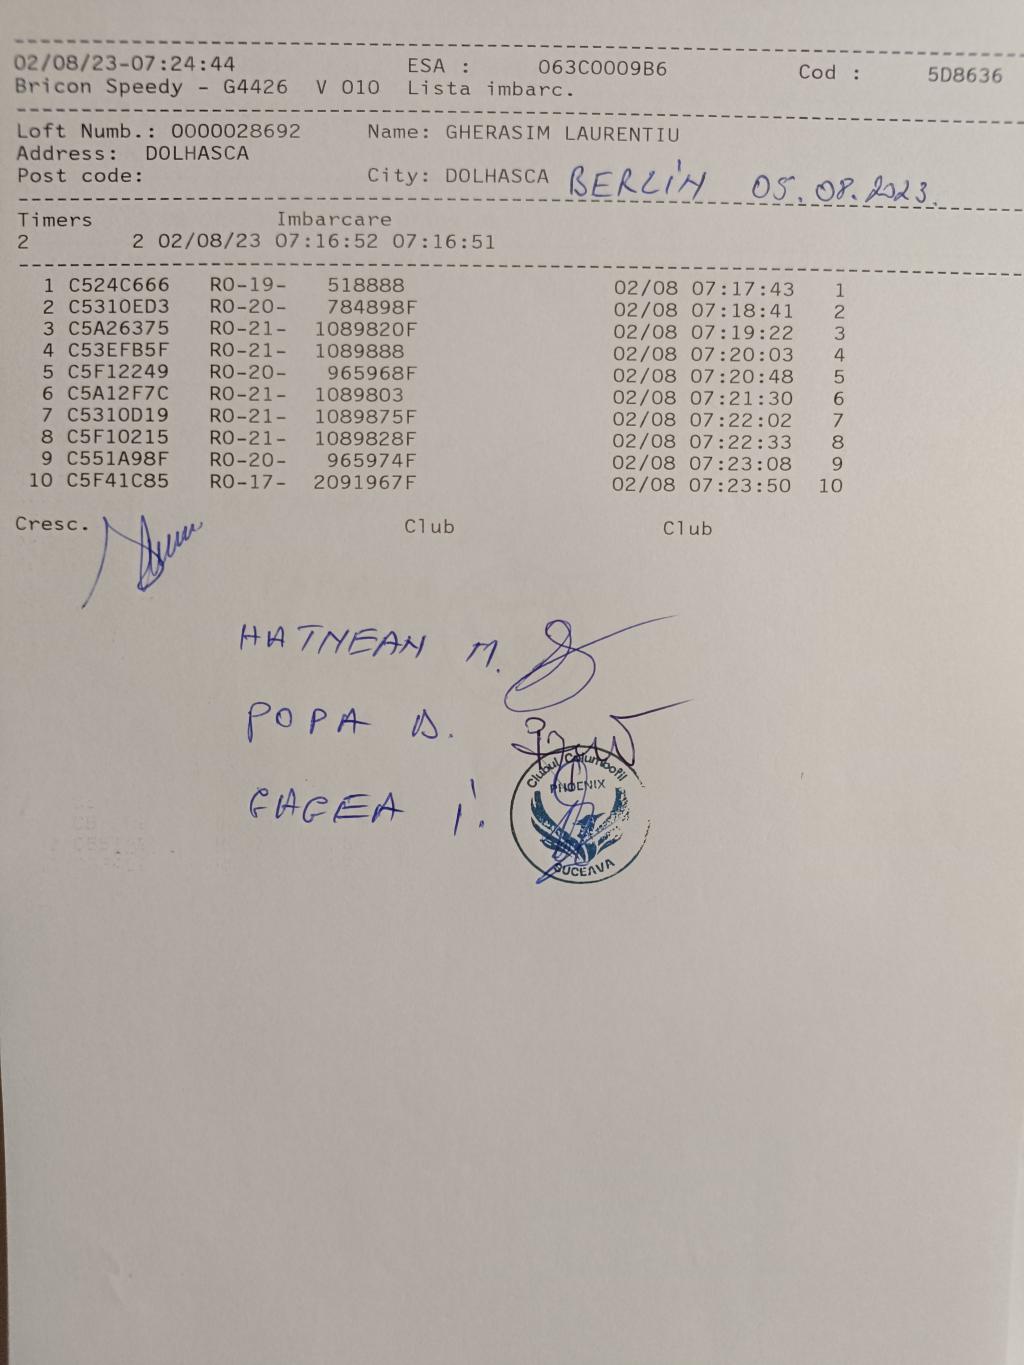 02/08/23-07:24:44 ESA : 063C0009B6 Cod : 5D8636
Bricon Speedy - G4426 V 010 Lista imbarc.
Loft Numb.: 0000028692 Name: GHERASIM LAURENTIU
Address: DOLHASCA
Post code: City: DOLHASCA BERLIN 05.08.2023.
Timers Imbarcare
2 2 02/08/23 07:16:52 07:16:51
1 C524C666 RO-19- 518888 02/08 07:17:43 1
2 C5310ED3 RO-20- 784898F 02/08 07:18:41 2
3 C5A26375 RO-21- 1089820F 02/08 07:19:22 3
4 C53EFB5F RO-21- 1089888 02/08 07:20:03 4
5 C5F12249 RO-20- 965968F 02/08 07:20:48 5
6 C5A12F7C RO-21- 1089803 02/08 07:21:30 6
7 C5310D19 RO-21- 1089875F 02/08 07:22:02 7
8 C5F10215 RO-21- 1089828F 02/08 07:22:33 8
9 C551A98F RO-20- 965974F 02/08 07:23:08 9
10 C5F41C85 RO-17- 2091967F 02/08 07:23:50 10
Cresc. Club Club
HATNEAN M.
POPA D.
GAGEA I.
Clubul Columbofil
PHOENIX
SUCEAVA